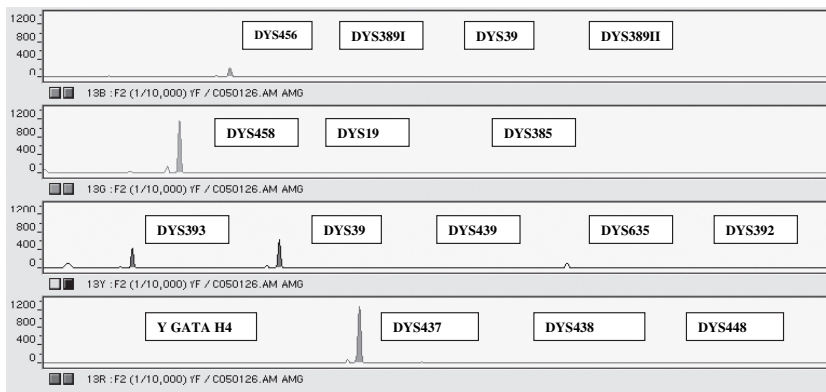 1200
800
400
0
DYS456 DYS389I DYS39 DYS389II
13B : F2 (1/10,000) YF / C050126.AM AMG
1200
800
400
0
DYS458 DYS19 DYS385
13G : F2 (1/10,000) YF / C050126.AM AMG
1200
800
400
0
DYS393 DYS39 DYS439 DYS635 DYS392
13Y : F2 (1/10,000) YF / C050126.AM AMG
1200
800
400
0
Y GATA H4 DYS437 DYS438 DYS448
13R : F2 (1/10,000) YF / C050126.AM AMG